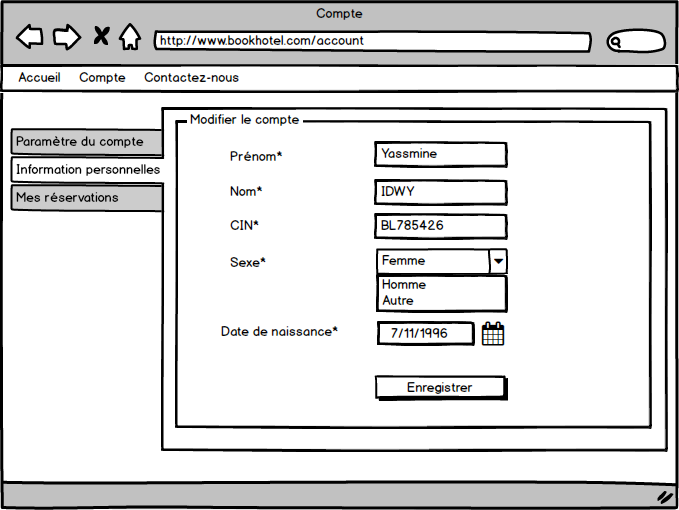 Compte
http://www.bookhotel.com/account
Accueil Compte Contactez-nous
Paramètre du compte
Information personnelles
Mes réservations
Modifier le compte
Prénom* Yassmine
Nom* IDWY
CIN* BL785426
Sexe* Femme
Homme
Autre
Date de naissance* 7/11/1996
Enregistrer